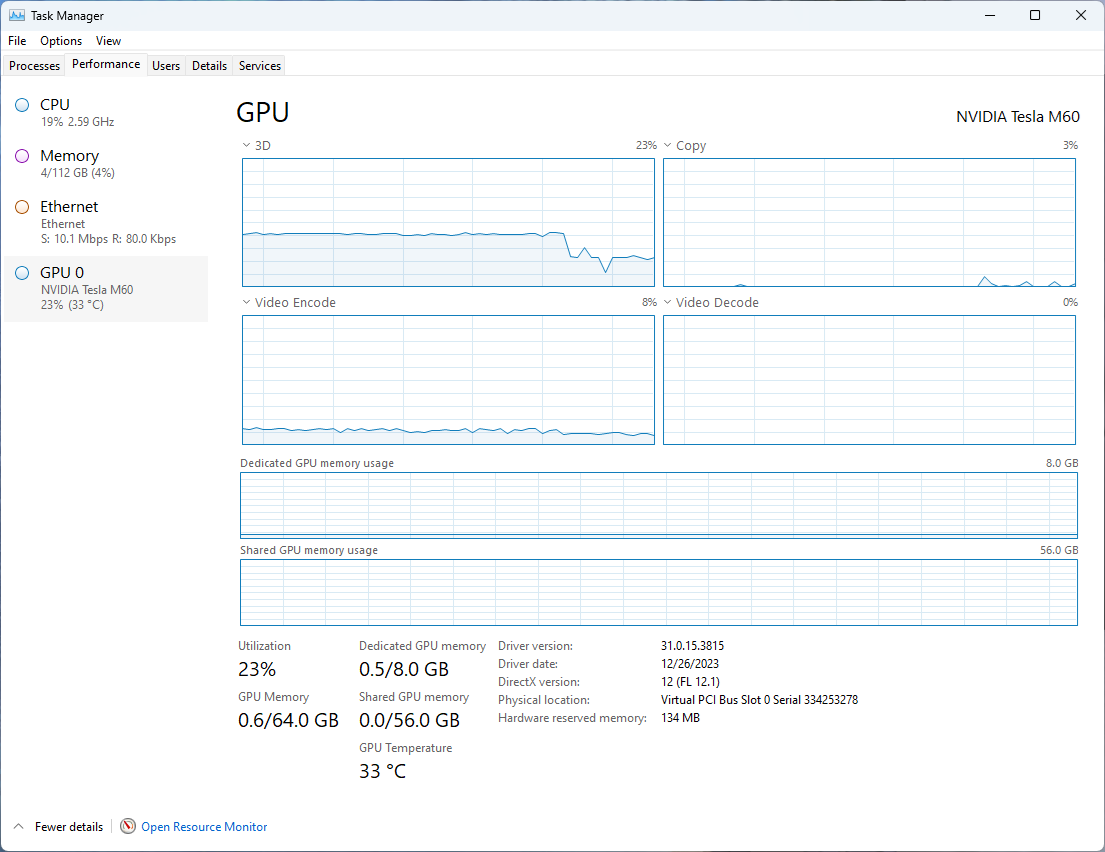 Task Manager
File Options View
Processes Performance Users Details Services
CPU
19% 2.59 GHz
Memory
4/112 GB (4%)
Ethernet
Ethernet
S: 10.1 Mbps R: 80.0 Kbps
GPU 0
NVIDIA Tesla M60
23% (33 °C)
GPU
NVIDIA Tesla M60
3D 23%
Copy 3%
Video Encode 8%
Video Decode 0%
Dedicated GPU memory usage 8.0 GB
Shared GPU memory usage 56.0 GB
Utilization
23%
GPU Memory
0.6/64.0 GB
Dedicated GPU memory
0.5/8.0 GB
Shared GPU memory
0.0/56.0 GB
GPU Temperature
33 °C
Driver version: 31.0.15.3815
Driver date: 12/26/2023
DirectX version: 12 (FL 12.1)
Physical location: Virtual PCI Bus Slot 0 Serial 334253278
Hardware reserved memory: 134 MB
Fewer details
Open Resource Monitor